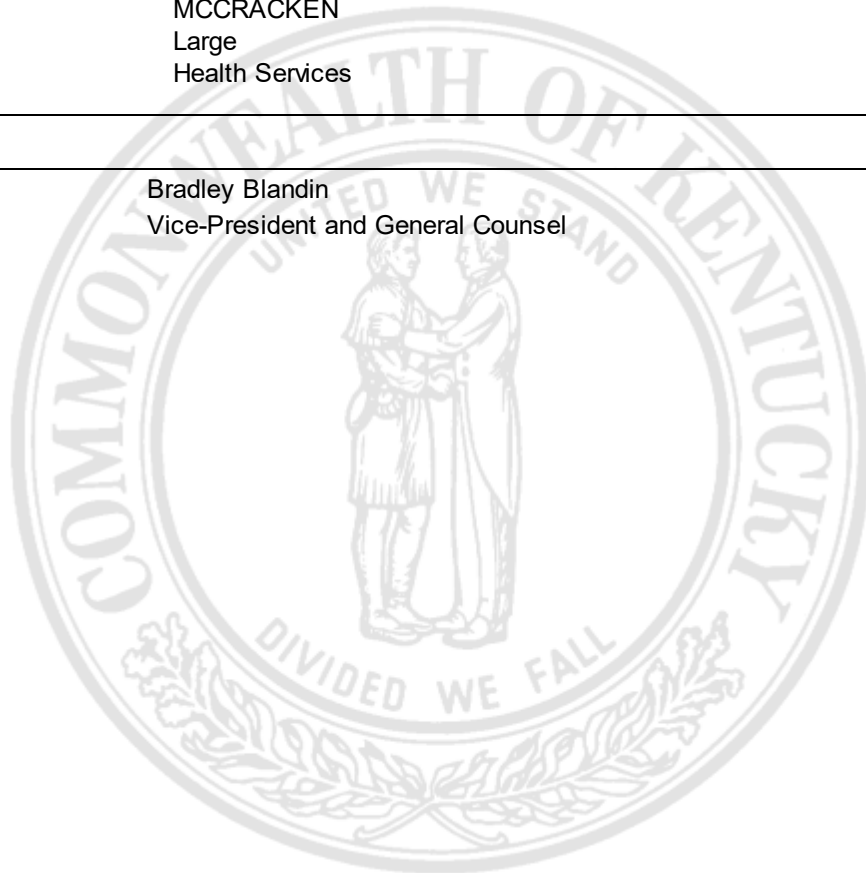 MCCRACKEN
Large
Health Services
Bradley Blandin
Vice-President and General Counsel
COMMONWEALTH OF KENTUCKY
UNITED WE STAND
DIVIDED WE FALL